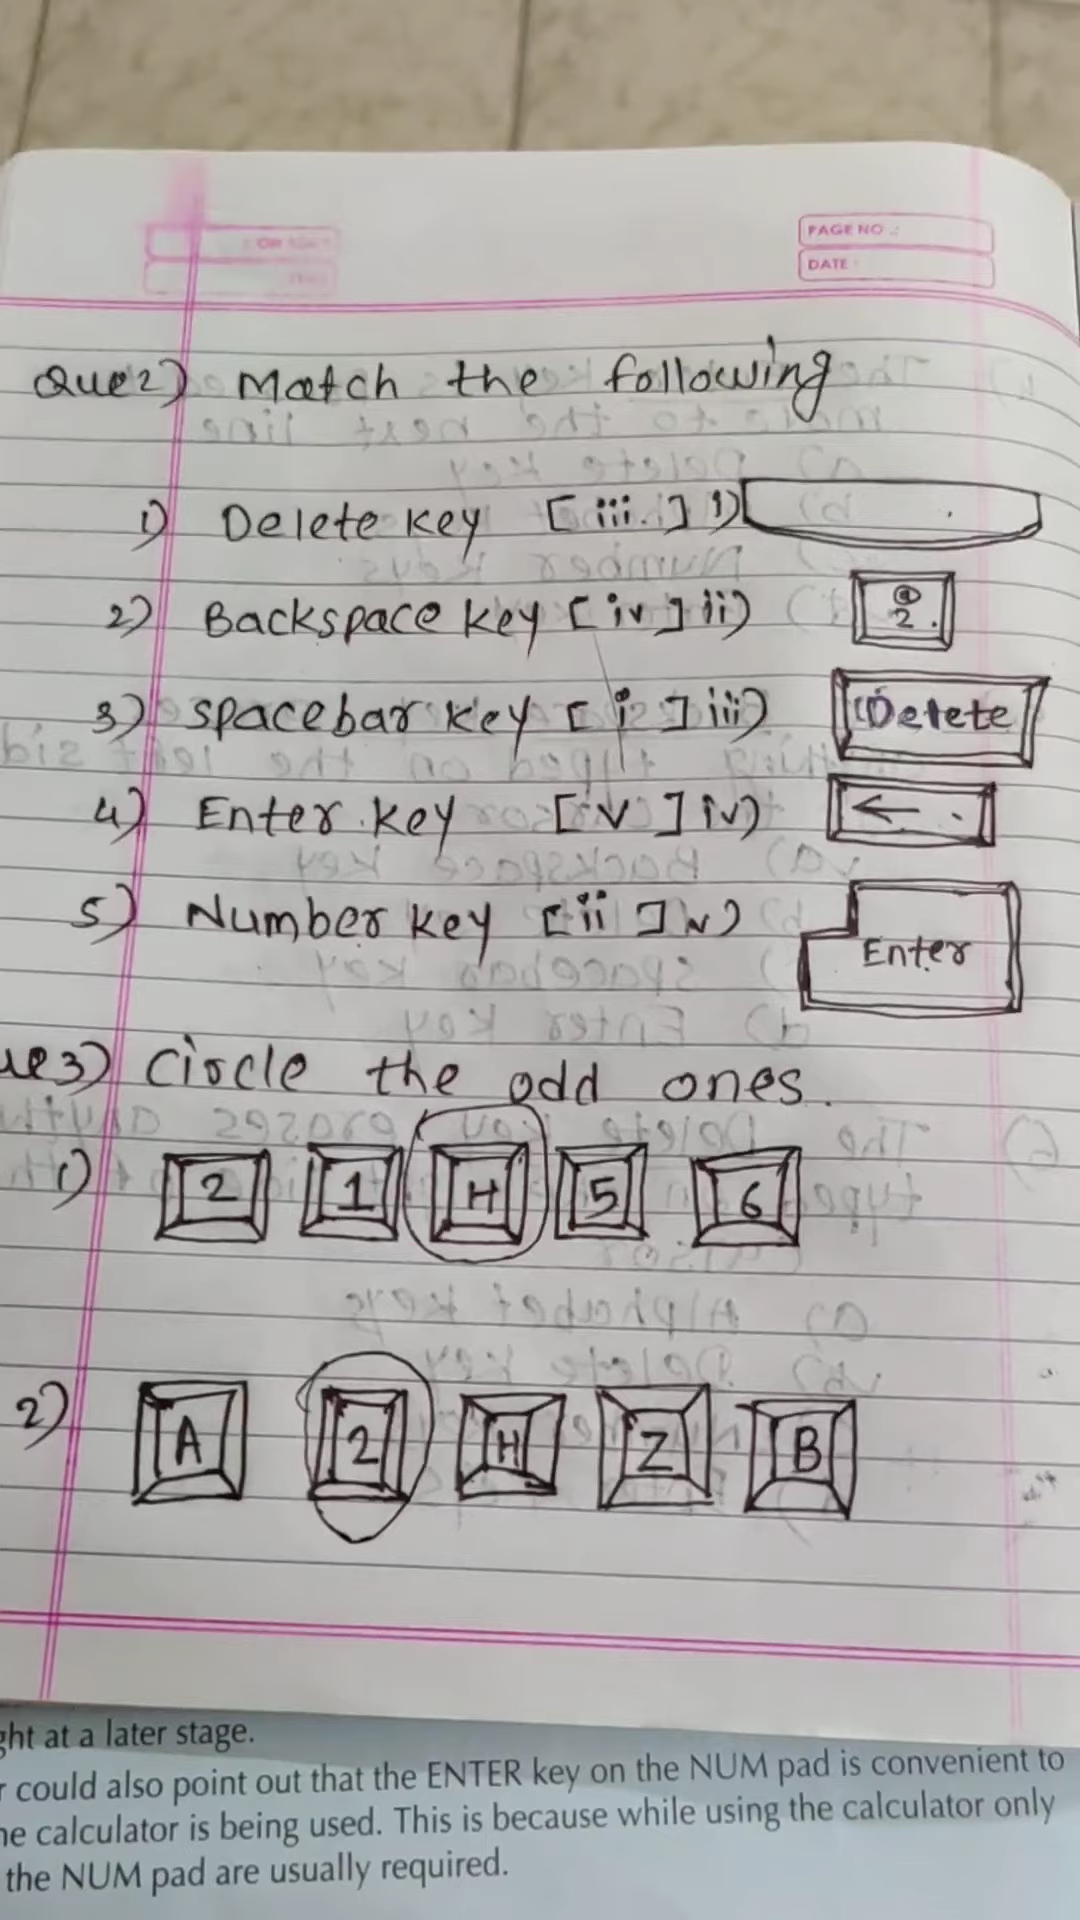 PAGE NO.:
DATE:
Que2) Match the following
1) Delete key [iii.] i)
2) Backspace key [iv] ii) @ 2.
3) spacebar key [i] iii) Delete
4) Enter key [v] iv) ←
5) Number key [ii] v) Enter
ue3) circle the odd ones.
1) 2 1 H 5 6
2) A 2 H Z B
ght at a later stage.
r could also point out that the ENTER key on the NUM pad is convenient to
ne calculator is being used. This is because while using the calculator only
the NUM pad are usually required.